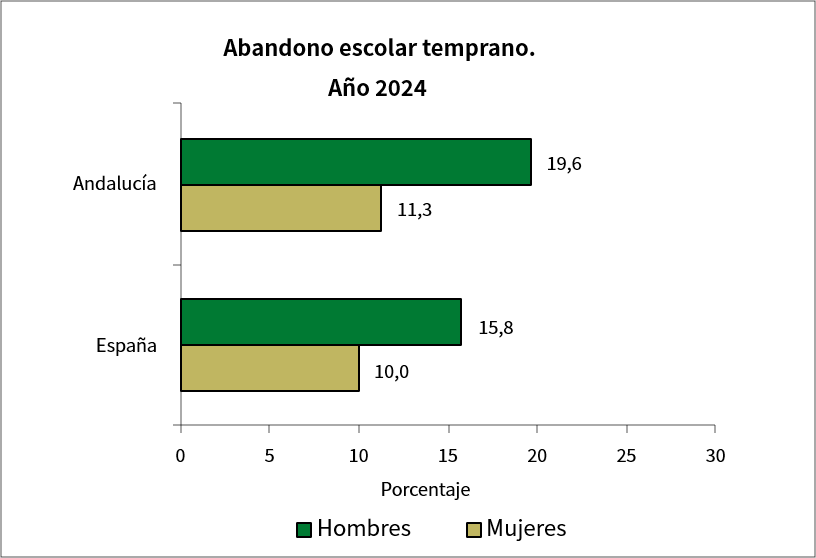 Abandono escolar temprano.
Año 2024
Andalucía
19,6
11,3
España
15,8
10,0
0 5 10 15 20 25 30
Porcentaje
Hombres Mujeres